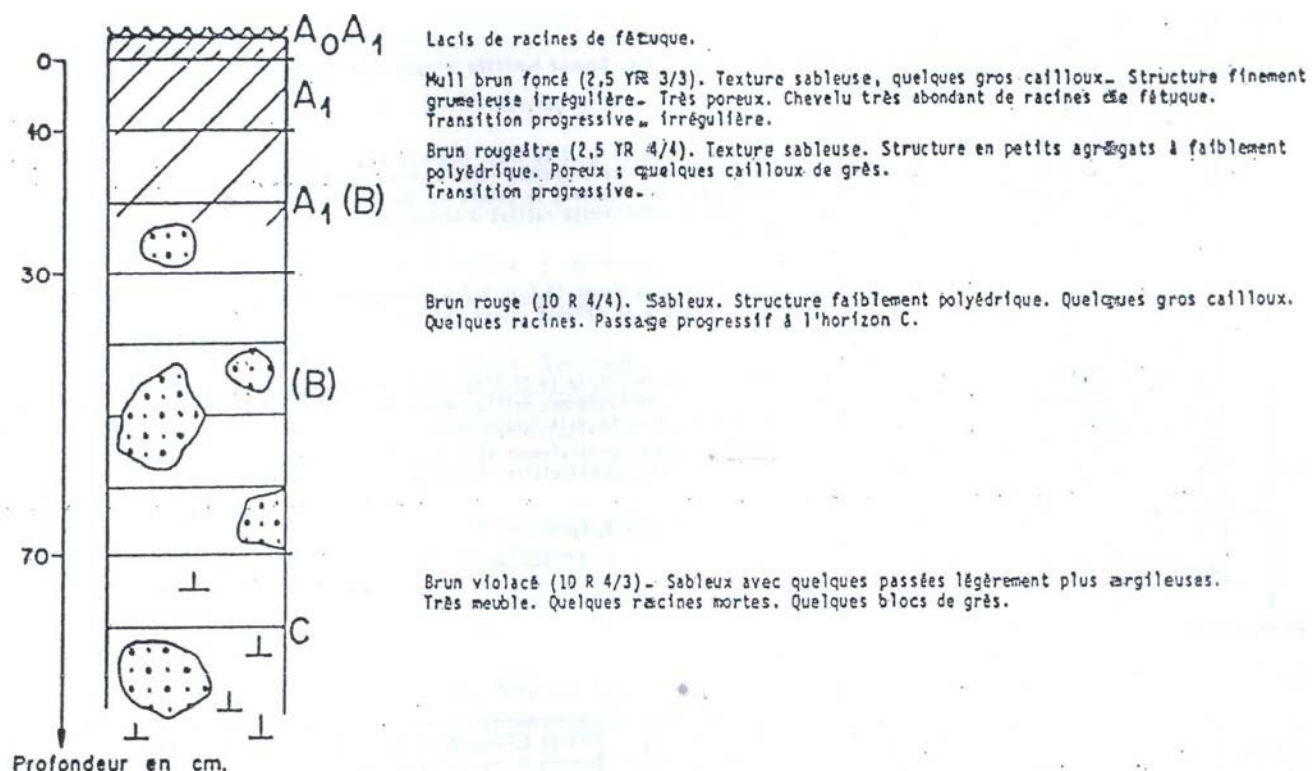 A₀A₁
Lacis de racines de fétuque.
0
Mull brun foncé (2,5 YR 3/3). Texture sableuse, quelques gros cailloux. Structure finement
grumeleuse irrégulière. Très poreux. Chevelu très abondant de racines de fétuque.
Transition progressive. irrégulière.
A₁
10
Brun rougeâtre (2,5 YR 4/4). Texture sableuse. Structure en petits agrégats à faiblement
polyédrique. Poreux ; quelques cailloux de grès.
Transition progressive.
A₁ (B)
30
Brun rouge (10 R 4/4). Sableux. Structure faiblement polyédrique. Quelques gros cailloux.
Quelques racines. Passage progressif à l'horizon C.
(B)
70
Brun violacé (10 R 4/3). Sableux avec quelques passées légèrement plus argileuses.
Très meuble. Quelques racines mortes. Quelques blocs de grès.
C
Profondeur en cm.